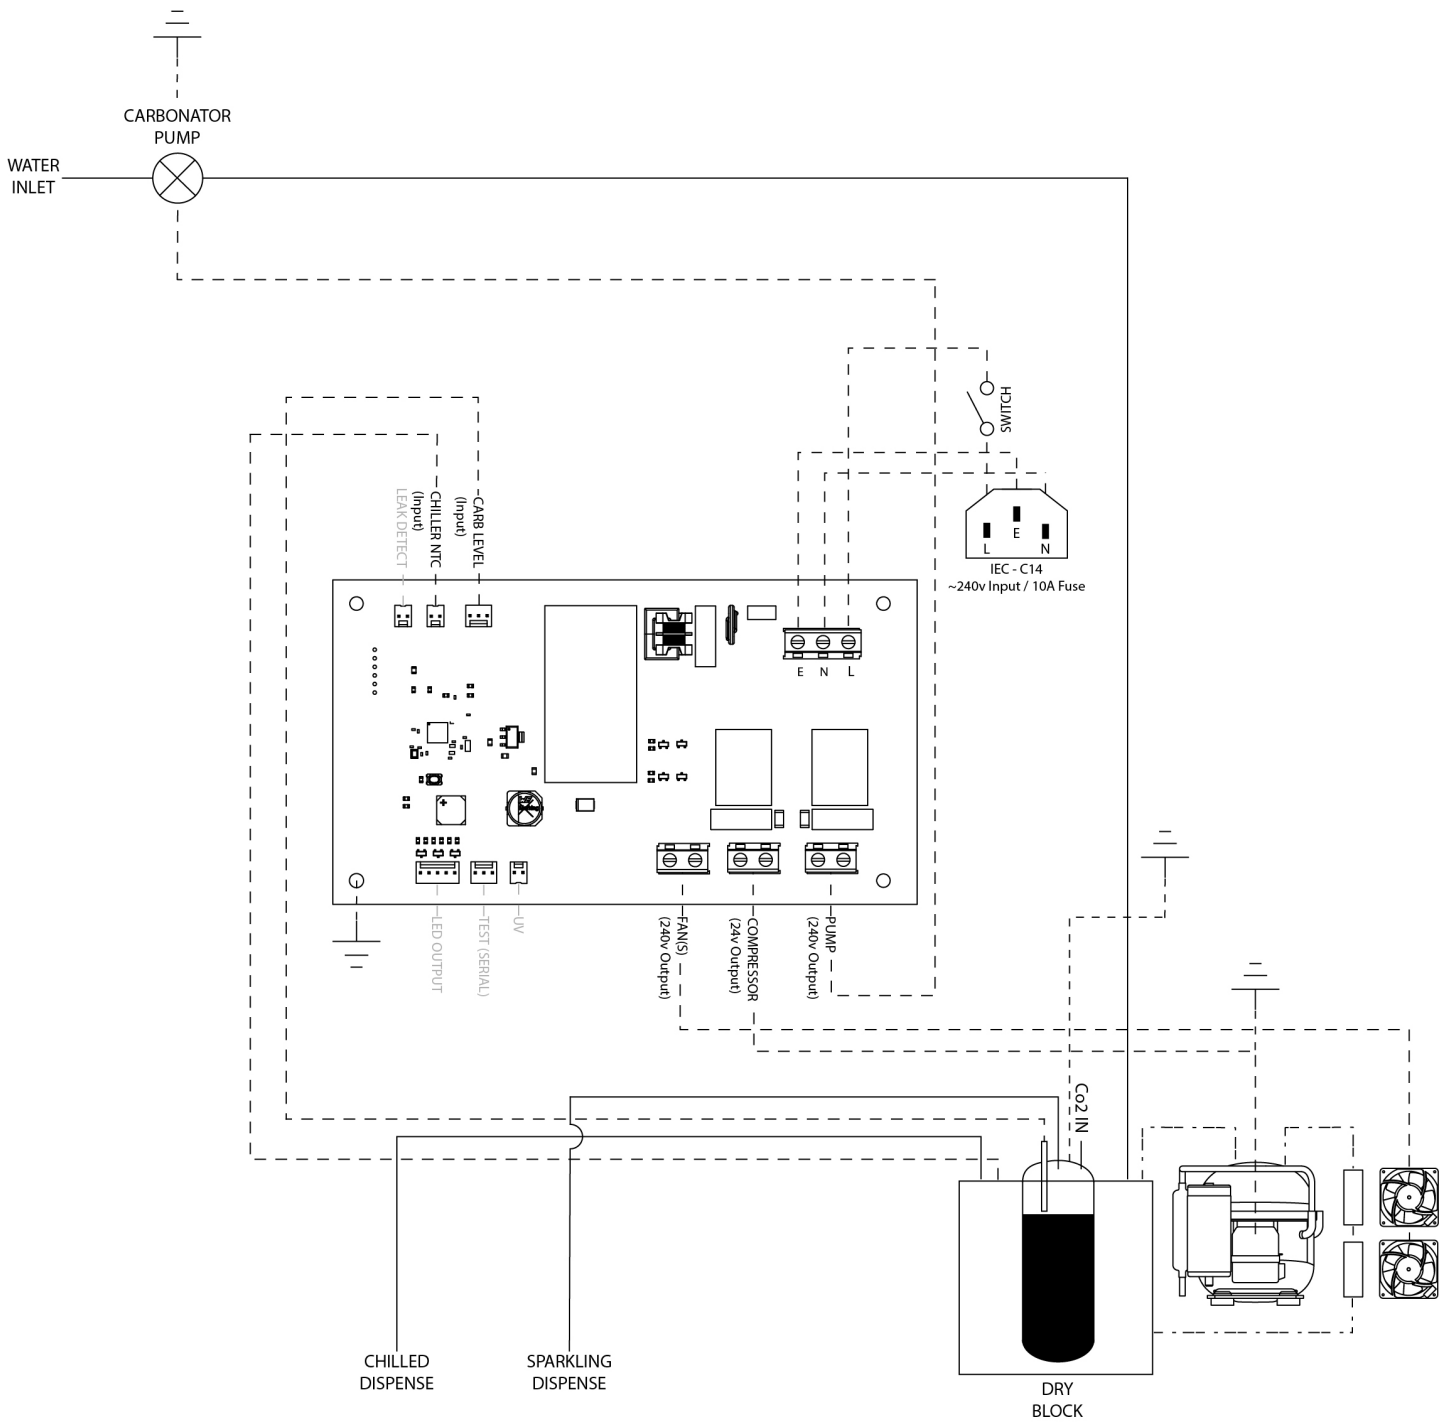 CARBONATOR
PUMP
WATER
INLET
SWITCH
L
E
N
IEC - C14
~240v Input / 10A Fuse
LEAK DETECT
CHILLER NTC
(Input)
CARB LEVEL
(Input)
E N L
LED OUTPUT
TEST (SERIAL)
UV
FAN(S)
(240v Output)
COMPRESSOR
(24v Output)
PUMP
(240v Output)
Co2 IN
CHILLED
DISPENSE
SPARKLING
DISPENSE
DRY
BLOCK